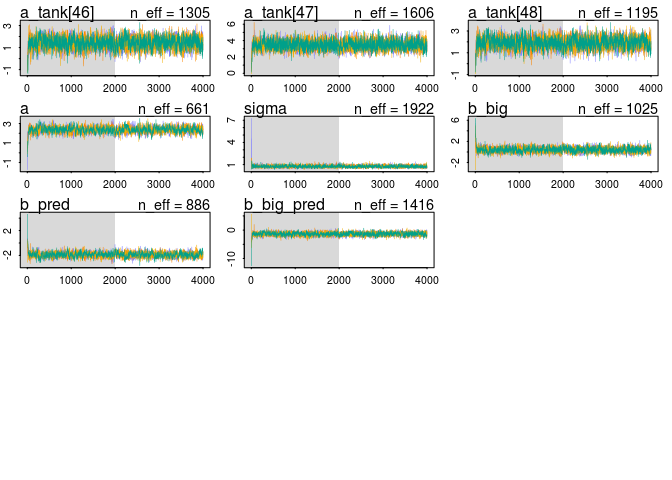 a_tank[46] n_eff = 1305
-1 1 3
0 1000 2000 3000 4000
a_tank[47] n_eff = 1606
0 2 4 6
0 1000 2000 3000 4000
a_tank[48] n_eff = 1195
-1 1 3
0 1000 2000 3000 4000
a n_eff = 661
-1 1 3
0 1000 2000 3000 4000
sigma n_eff = 1922
1 4 7
0 1000 2000 3000 4000
b_big n_eff = 1025
-2 2 6
0 1000 2000 3000 4000
b_pred n_eff = 886
-2 2
0 1000 2000 3000 4000
b_big_pred n_eff = 1416
-10 0
0 1000 2000 3000 4000